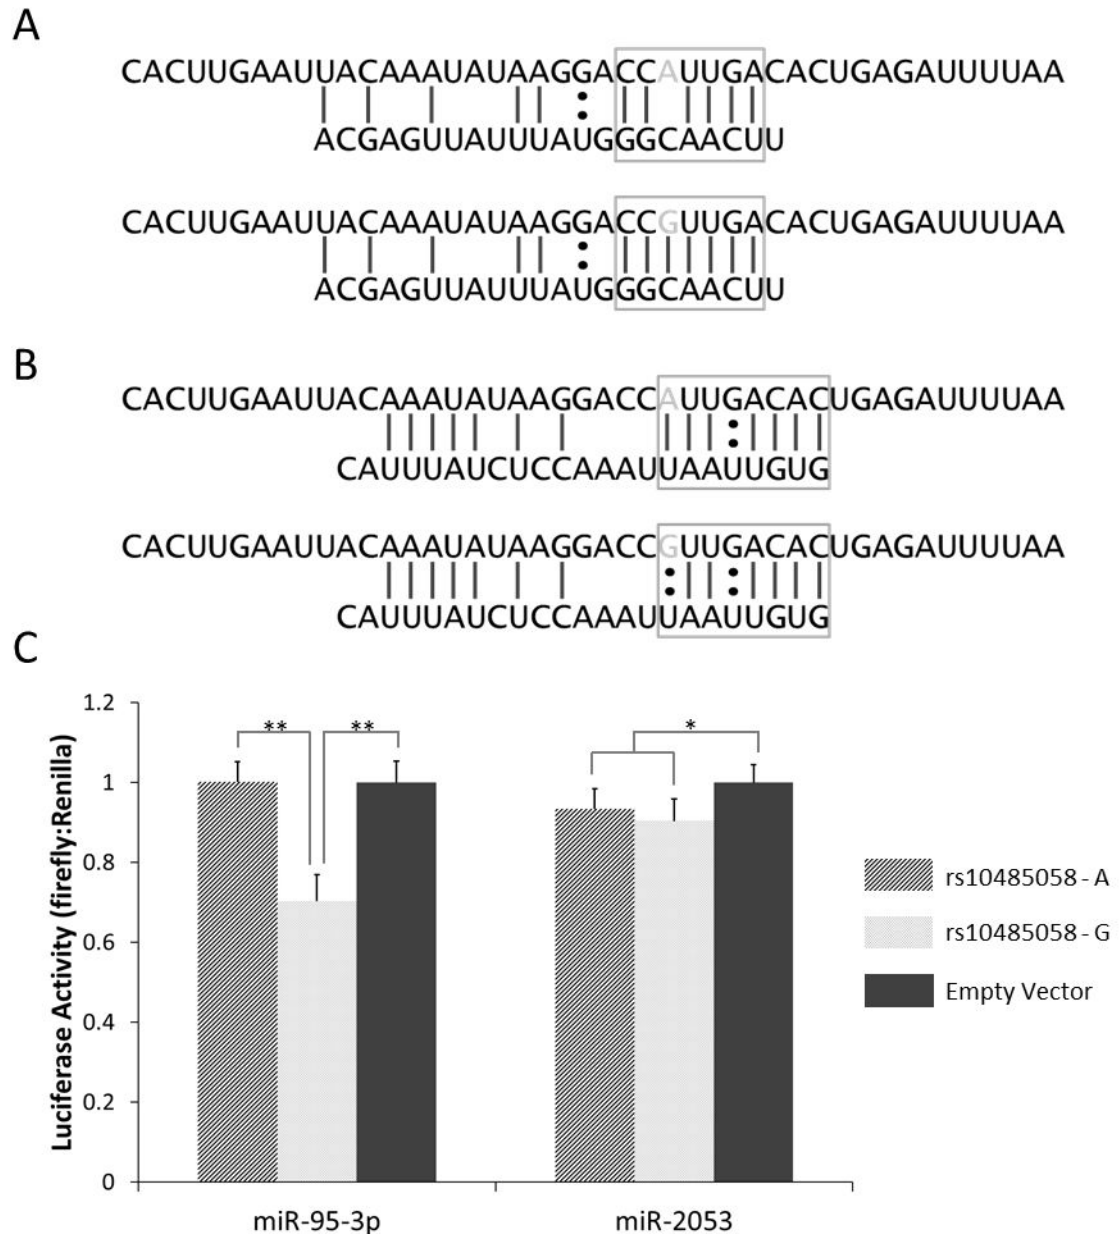 A
CACUUGAAUUACAAAUAUAAGGACCAUUGACACUGAGAUUUUAA
ACGAGUUAUUUAUGGGCAACUU
CACUUGAAUUACAAAUAUAAGGACCGUUGACACUGAGAUUUUAA
ACGAGUUAUUUAUGGGCAACUU
B
CACUUGAAUUACAAAUAUAAGGACCAUUGACACUGAGAUUUUAA
CAUUUAUCUCCAAAUUAAUUGUG
CACUUGAAUUACAAAUAUAAGGACCGUUGACACUGAGAUUUUAA
CAUUUAUCUCCAAAUUAAUUGUG
C
Luciferase Activity (firefly:Renilla)
1.2
1
0.8
0.6
0.4
0.2
0
**
**
*
miR-95-3p
miR-2053
rs10485058 - A
rs10485058 - G
Empty Vector